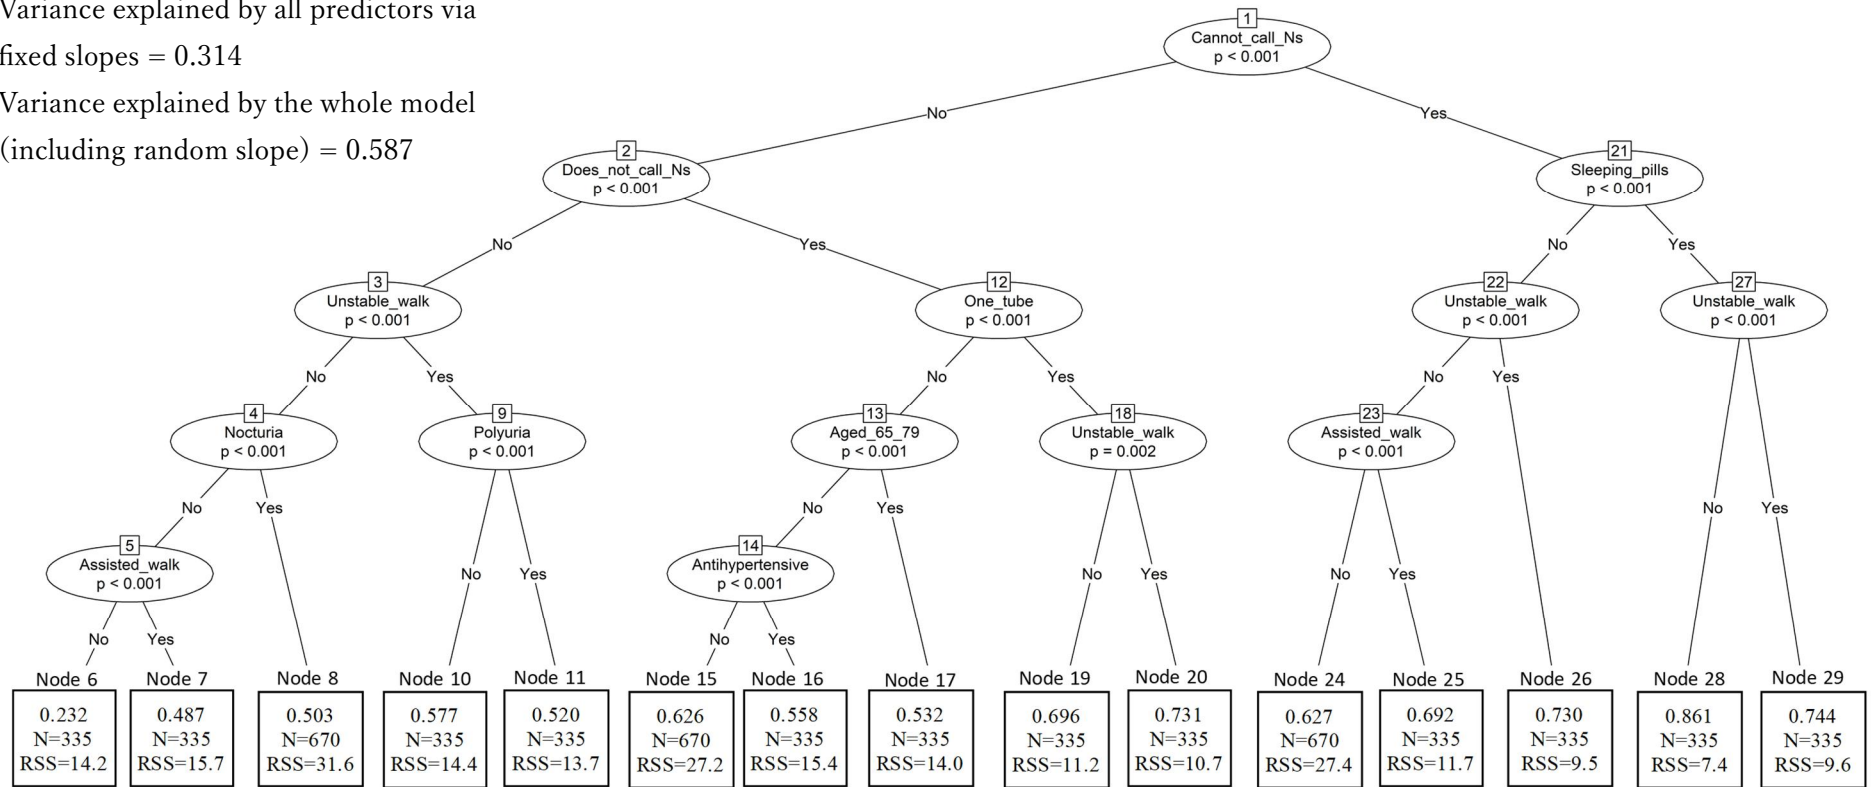 Variance explained by all predictors via
fixed slopes = 0.314
Variance explained by the whole model
(including random slope) = 0.587
1
Cannot_call_Ns
p < 0.001
No
Yes
2
Does_not_call_Ns
p < 0.001
21
Sleeping_pills
p < 0.001
No
Yes
No
Yes
3
Unstable_walk
p < 0.001
12
One_tube
p < 0.001
22
Unstable_walk
p < 0.001
27
Unstable_walk
p < 0.001
No
Yes
No
Yes
No
Yes
4
Nocturia
p < 0.001
9
Polyuria
p < 0.001
13
Aged_65_79
p < 0.001
18
Unstable_walk
p = 0.002
23
Assisted_walk
p < 0.001
No
Yes
No
Yes
No
Yes
5
Assisted_walk
p < 0.001
14
Antihypertensive
p < 0.001
No
Yes
No
Yes
No
Yes
No
Yes
No
Yes
Node 6
0.232
N=335
RSS=14.2
Node 7
0.487
N=335
RSS=15.7
Node 8
0.503
N=670
RSS=31.6
Node 10
0.577
N=335
RSS=14.4
Node 11
0.520
N=335
RSS=13.7
Node 15
0.626
N=670
RSS=27.2
Node 16
0.558
N=335
RSS=15.4
Node 17
0.532
N=335
RSS=14.0
Node 19
0.696
N=335
RSS=11.2
Node 20
0.731
N=335
RSS=10.7
Node 24
0.627
N=670
RSS=27.4
Node 25
0.692
N=335
RSS=11.7
Node 26
0.730
N=335
RSS=9.5
Node 28
0.861
N=335
RSS=7.4
Node 29
0.744
N=335
RSS=9.6